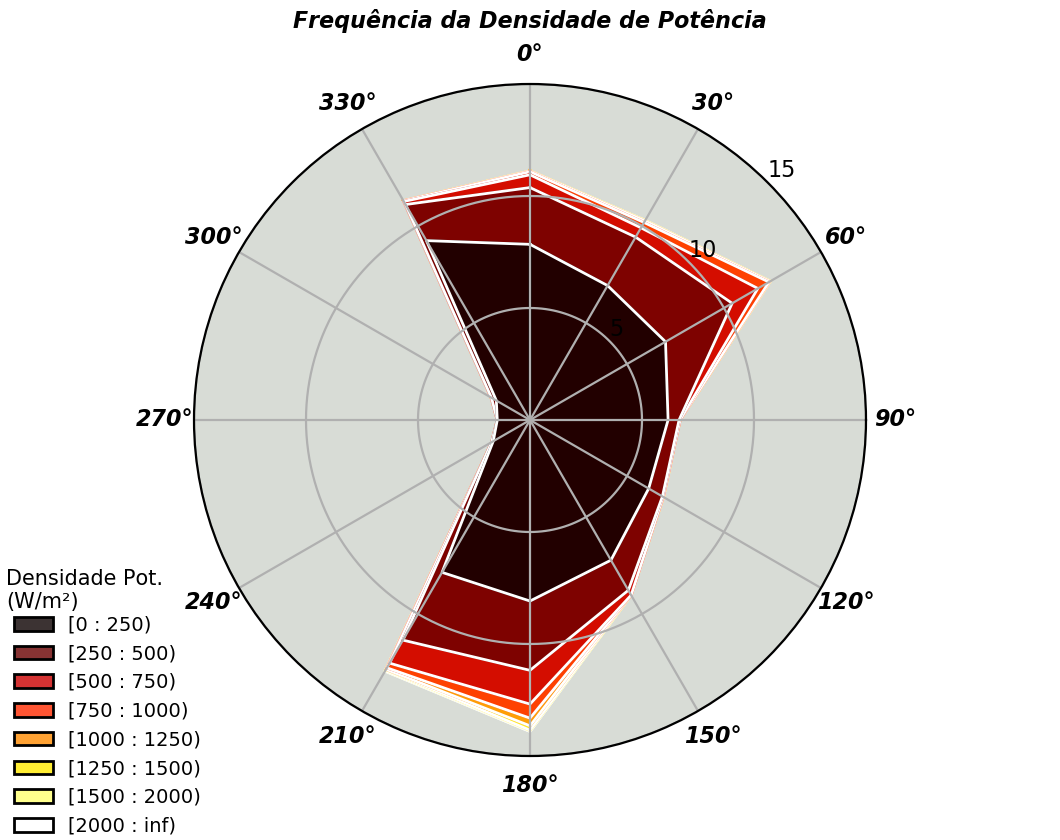 Frequência da Densidade de Potência
0°
330°
30°
15
300°
60°
10
5
270°
90°
240°
120°
210°
150°
180°
Densidade Pot.
(W/m²)
[0 : 250)
[250 : 500)
[500 : 750)
[750 : 1000)
[1000 : 1250)
[1250 : 1500)
[1500 : 2000)
[2000 : inf)